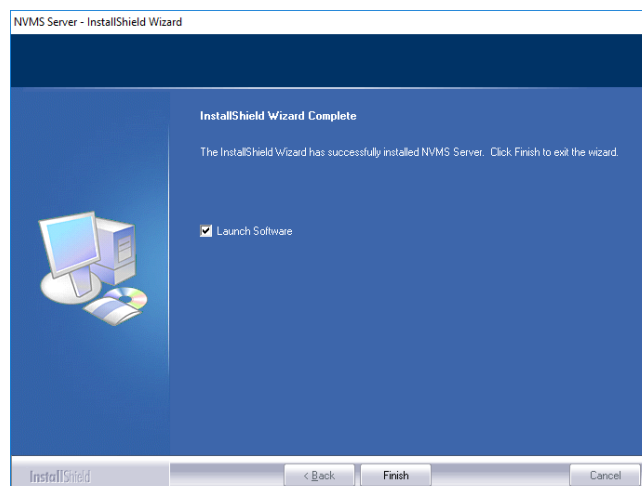 NVMS Server - InstallShield Wizard
InstallShield Wizard Complete
The InstallShield Wizard has successfully installed NVMS Server. Click Finish to exit the wizard.
Launch Software
InstallShield
< Back
Finish
Cancel